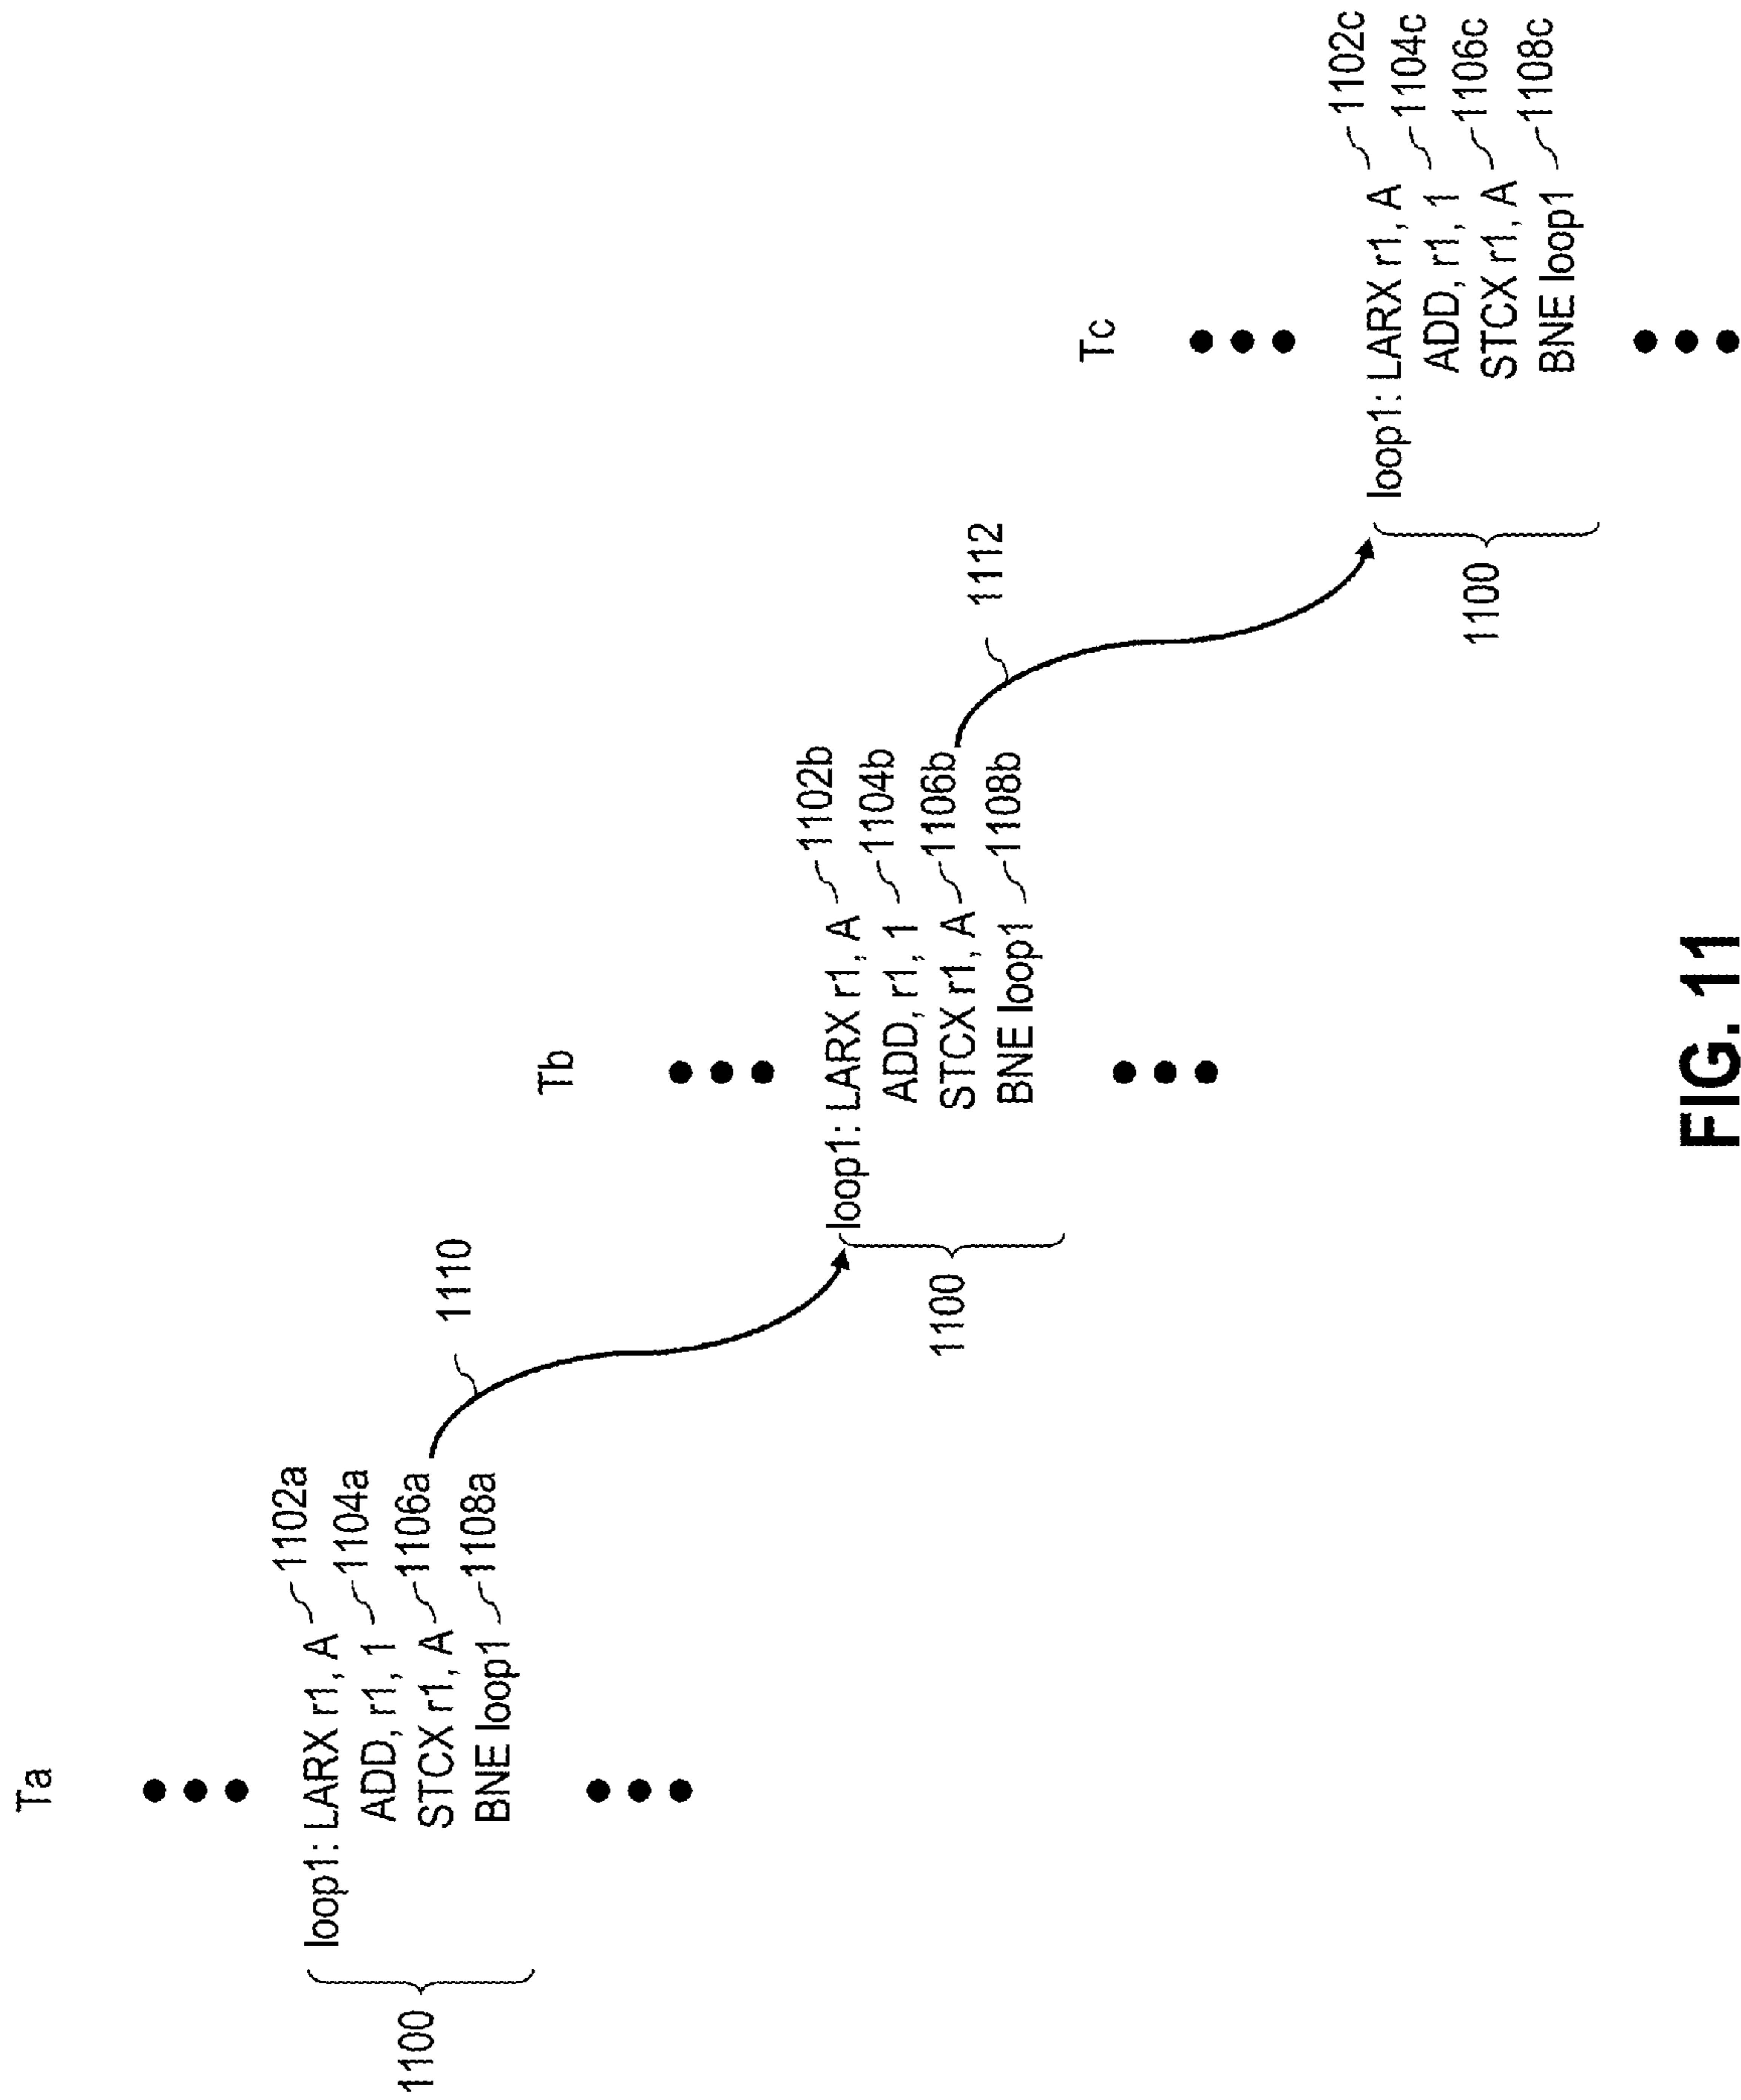 Ta
loop1: LARX r1, A 1102a
ADD, r1, 1 1104a
STCX r1, A 1106a
BNE loop1 1108a
1100
1110
Tb
loop1: LARX r1, A 1102b
ADD, r1, 1 1104b
STCX r1, A 1106b
BNE loop1 1108b
1100
1112
Tc
loop1: LARX r1, A 1102c
ADD, r1, 1 1104c
STCX r1, A 1106c
BNE loop1 1108c
1100
FIG. 11